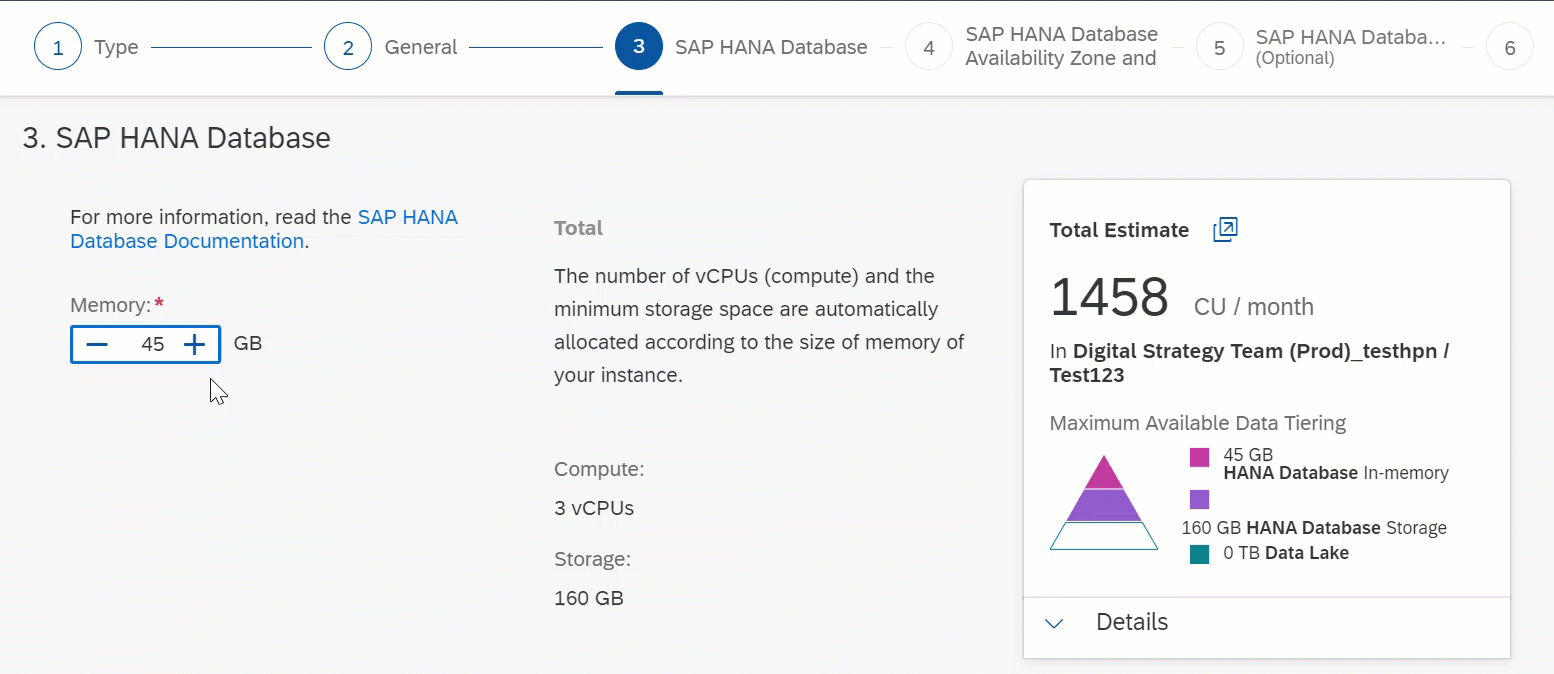 1 Type
2 General
3 SAP HANA Database
4 SAP HANA Database
Availability Zone and
5 SAP HANA Databa...
(Optional)
6
3. SAP HANA Database
For more information, read the SAP HANA
Database Documentation.
Memory:*
45 GB
Total
The number of vCPUs (compute) and the
minimum storage space are automatically
allocated according to the size of memory of
your instance.
Compute:
3 vCPUs
Storage:
160 GB
Total Estimate
1458 CU / month
In Digital Strategy Team (Prod)_testhpn /
Test123
Maximum Available Data Tiering
45 GB
HANA Database In-memory
160 GB HANA Database Storage
0 TB Data Lake
Details